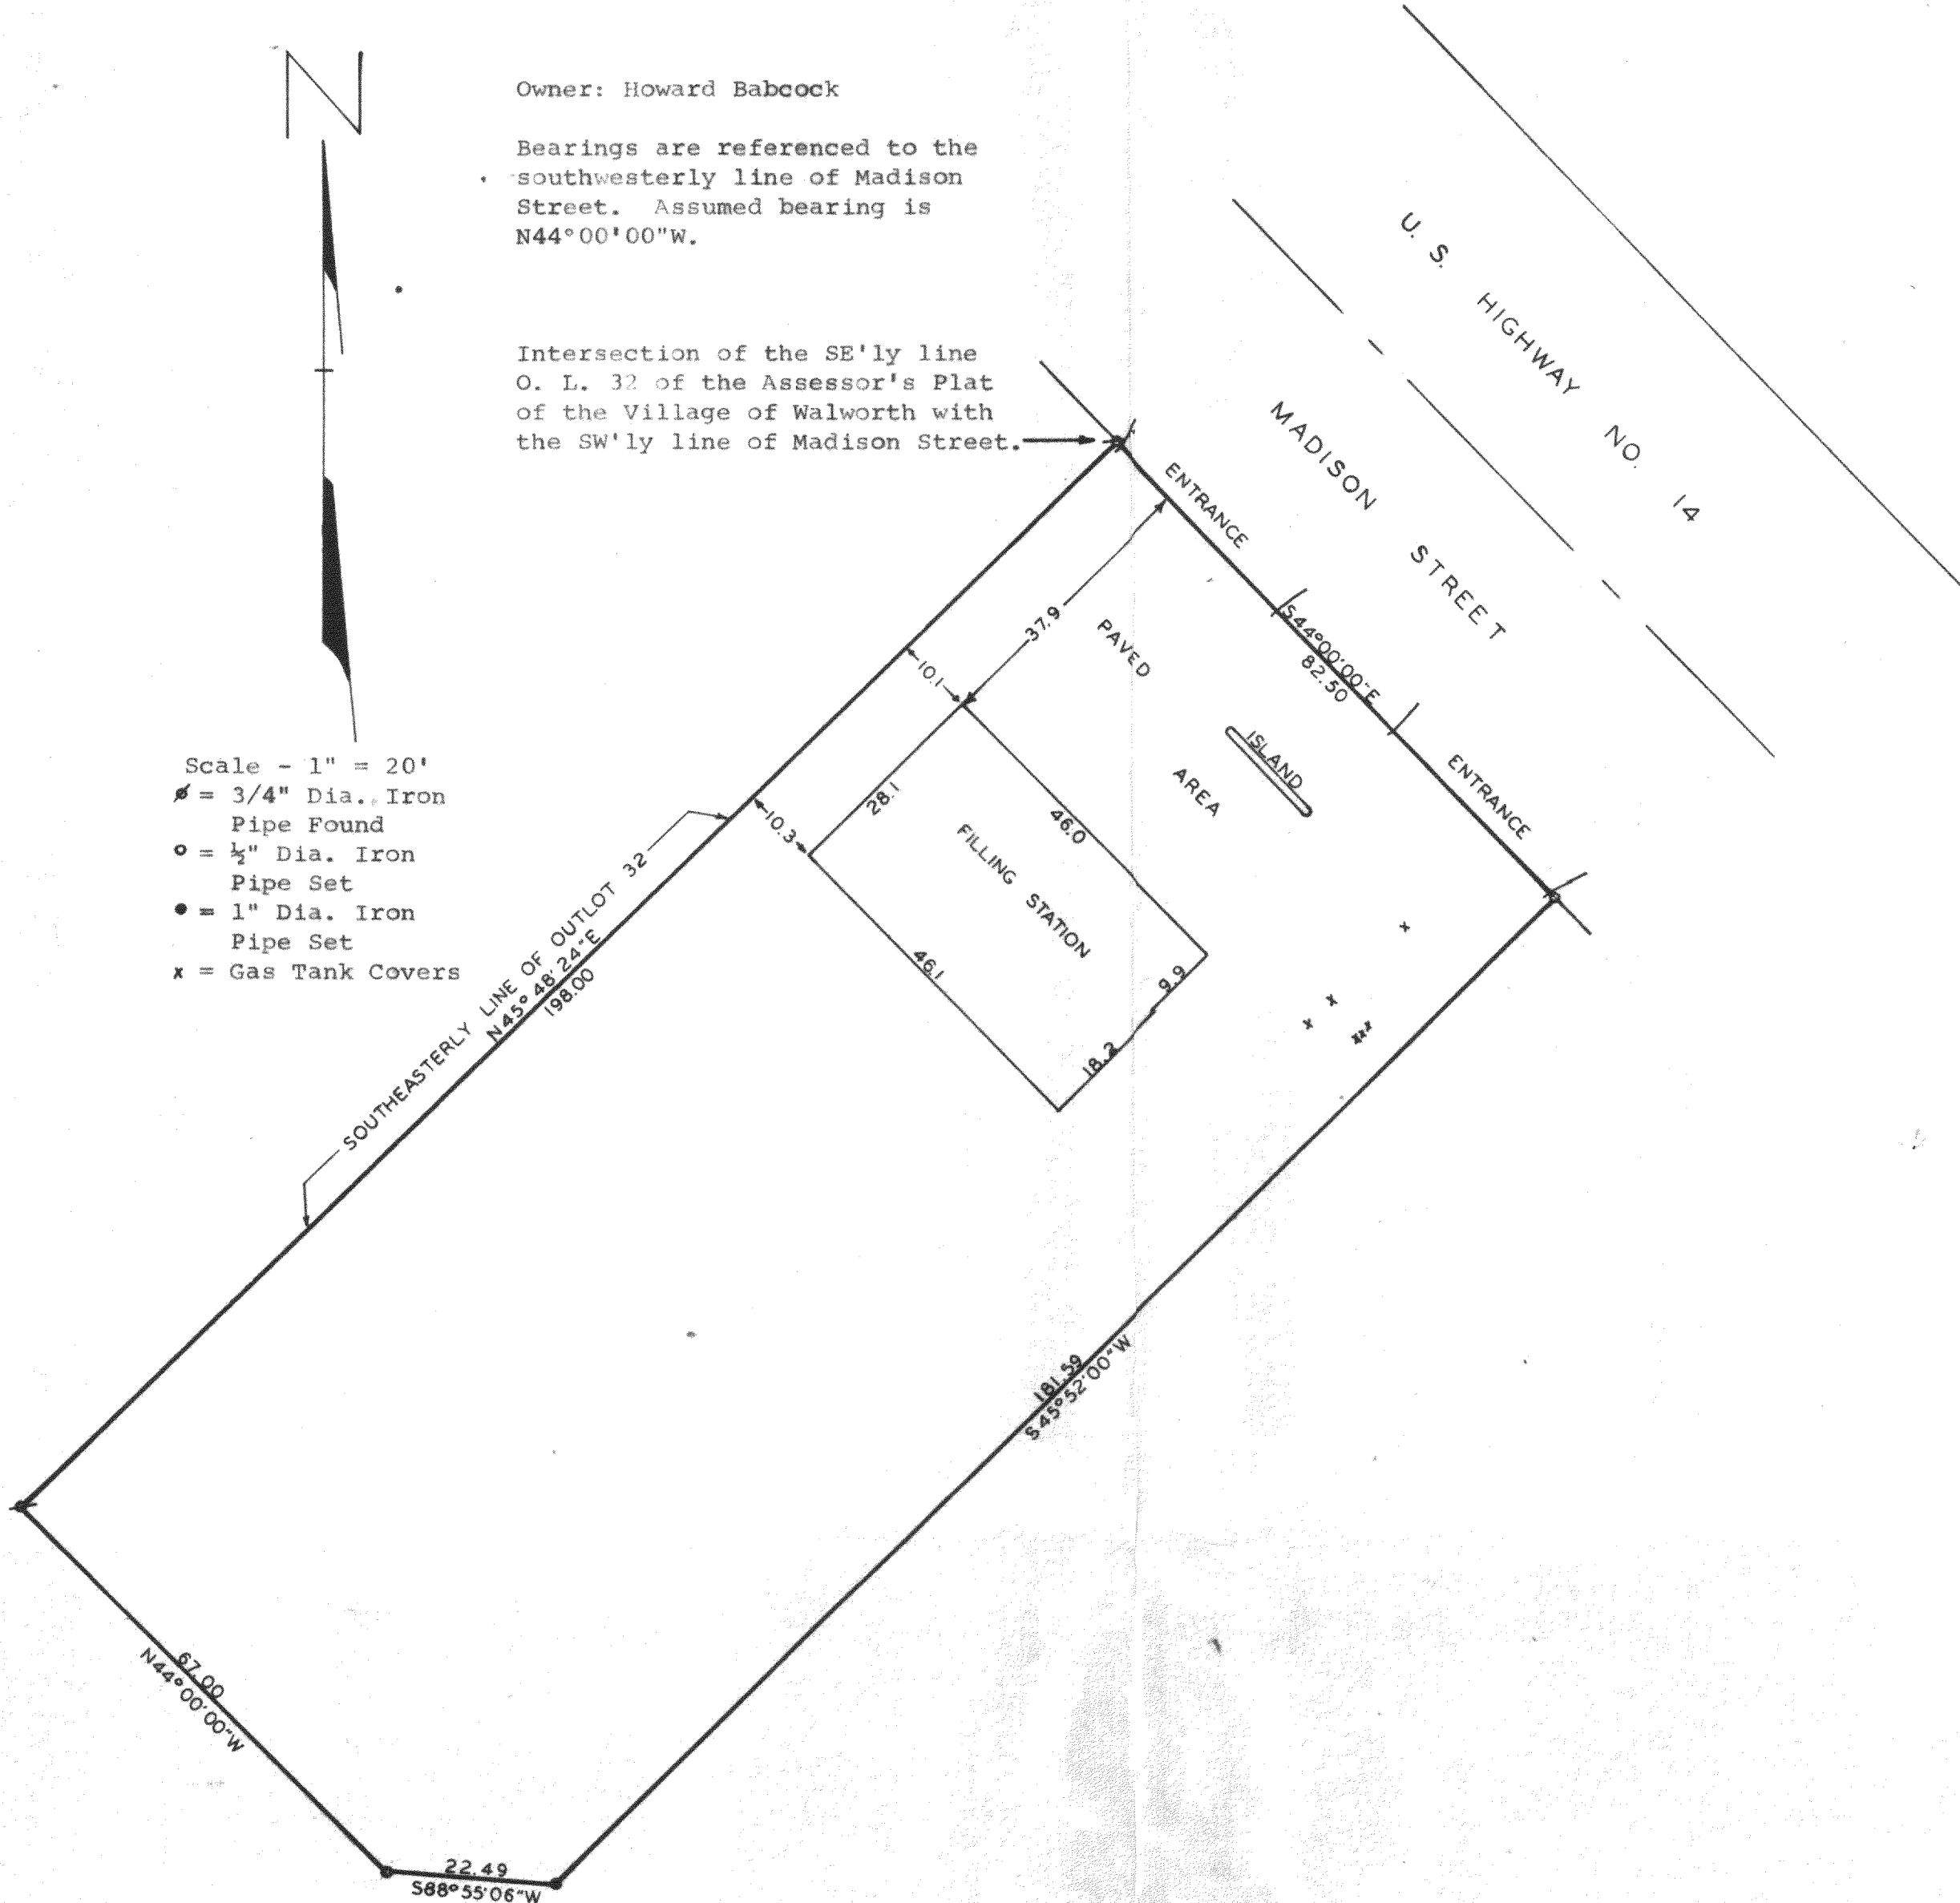 N
Owner: Howard Babcock
Bearings are referenced to the
southwesterly line of Madison
Street. Assumed bearing is
N44°00'00"W.
Intersection of the SE'ly line
O. L. 32 of the Assessor's Plat
of the Village of Walworth with
the SW'ly line of Madison Street.
U. S. HIGHWAY NO. 14
MADISON STREET
ENTRANCE
S44°00'00"E
82.50
ENTRANCE
37.9
PAVED
AREA
ISLAND
10.1
28.1
10.3
46.0
FILLING STATION
46.1
9.9
18.2
Scale - 1" = 20'
ø = 3/4" Dia. Iron
Pipe Found
o = ½" Dia. Iron
Pipe Set
● = 1" Dia. Iron
Pipe Set
x = Gas Tank Covers
x
x
x
x x x
SOUTHEASTERLY LINE OF OUTLOT 32
N45°48'24"E
198.00
181.59
S45°52'00"W
67.00
N44°00'00"W
22.49
S88°55'06"W